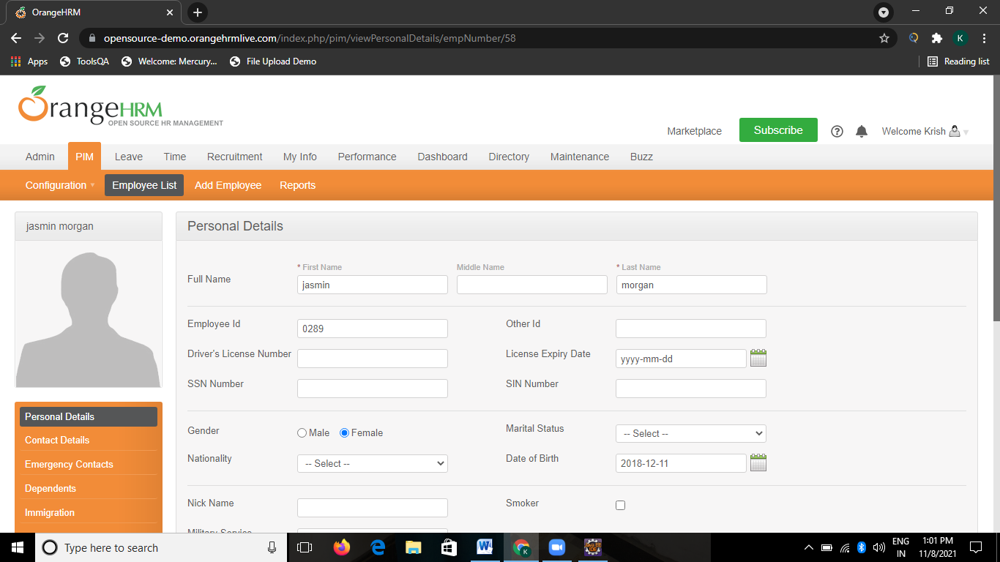 OrangeHRM
opensource-demo.orangehrmlive.com/index.php/pim/viewPersonalDetails/empNumber/58
K
Apps ToolsQA Welcome: Mercury... File Upload Demo Reading list
OrangeHRM
OPEN SOURCE HR MANAGEMENT
Marketplace Subscribe ? Welcome Krish
Admin PIM Leave Time Recruitment My Info Performance Dashboard Directory Maintenance Buzz
Configuration Employee List Add Employee Reports
jasmin morgan
Personal Details
* First Name Middle Name * Last Name
Full Name jasmin morgan
Employee Id 0289 Other Id
Driver's License Number License Expiry Date yyyy-mm-dd
SSN Number SIN Number
Gender Male Female Marital Status -- Select --
Nationality -- Select -- Date of Birth 2018-12-11
Nick Name Smoker
Military Service
Personal Details
Contact Details
Emergency Contacts
Dependents
Immigration
Type here to search
ENG
IN
1:01 PM
11/8/2021